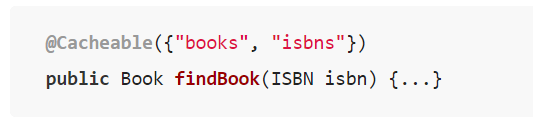 @Cacheable({"books", "isbns"})
public Book findBook(ISBN isbn) {...}